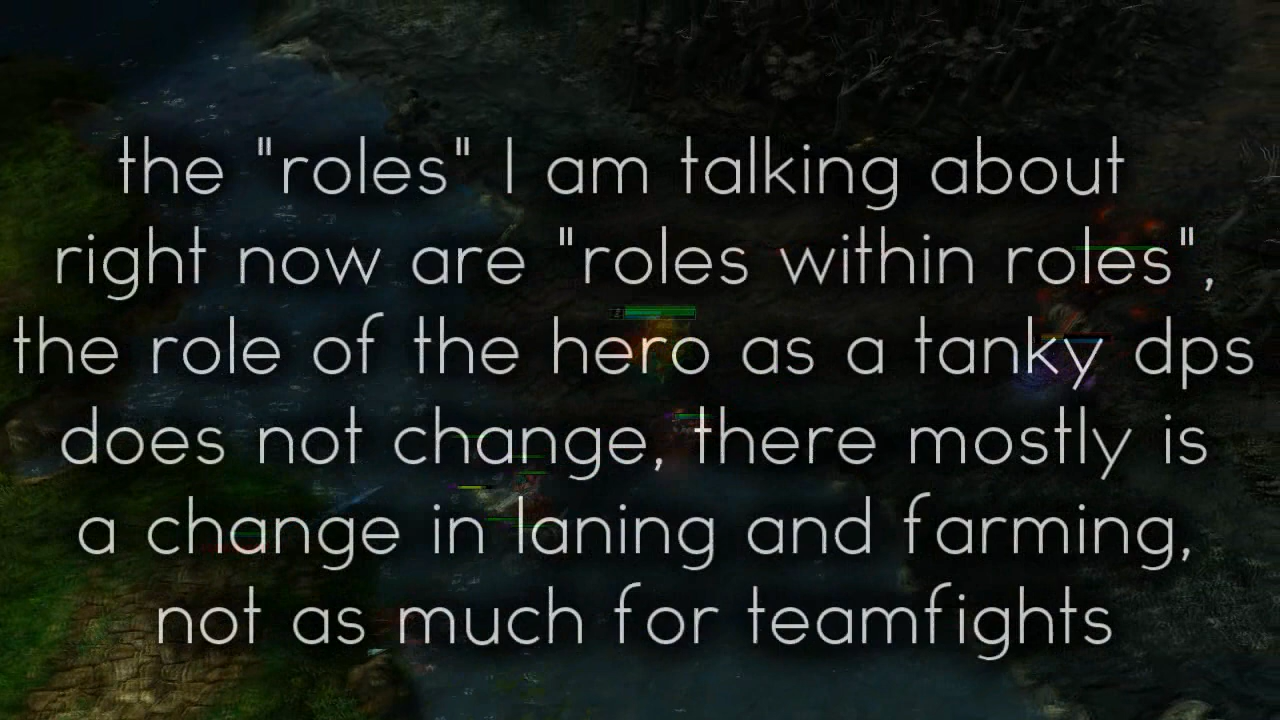 the "roles" I am talking about
right now are "roles within roles",
the role of the hero as a tanky dps
does not change, there mostly is
a change in laning and farming,
not as much for teamfights